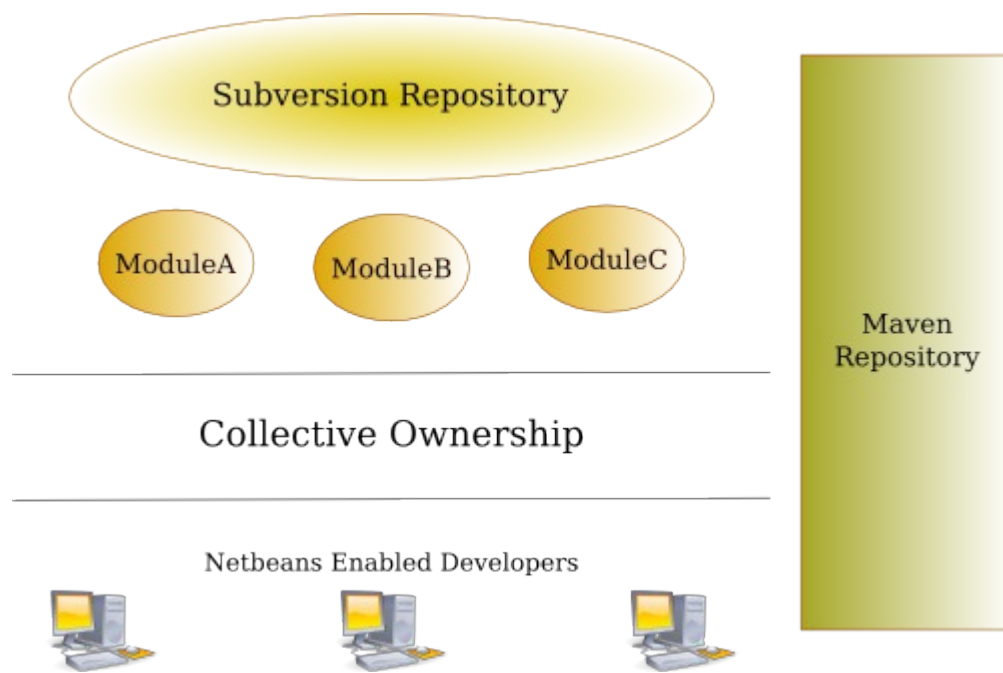 Subversion Repository
ModuleA
ModuleB
ModuleC
Maven
Repository
Collective Ownership
Netbeans Enabled Developers